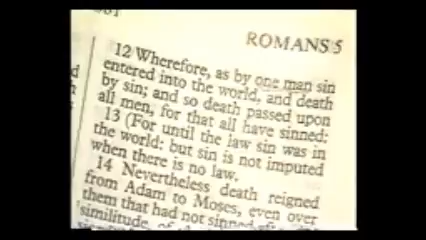 ROMANS 5
12 Wherefore, as by one man sin
entered into the world, and death
by sin; and so death passed upon
all men, for that all have sinned:
13 (For until the law sin was in
the world: but sin is not imputed
when there is no law.
14 Nevertheless death reigned
from Adam to Moses, even over
them that had not sinned
similitude of